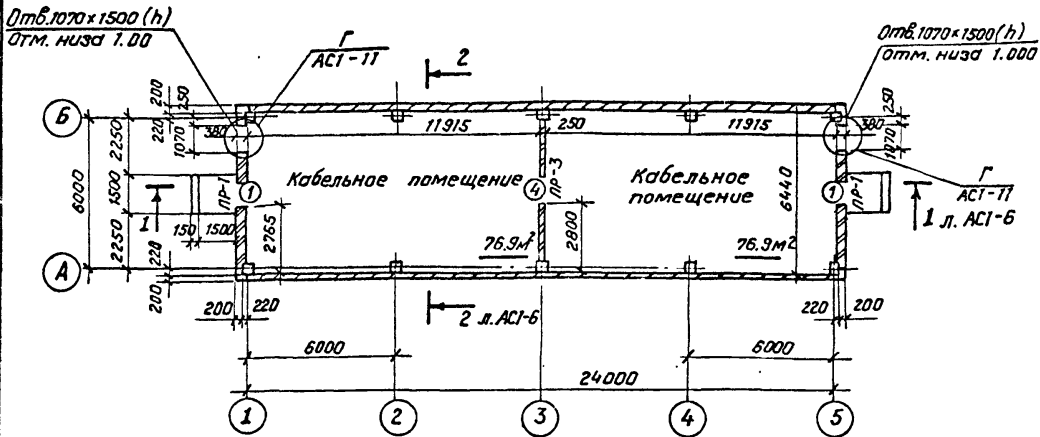 Отв.1070×1500(h)
Отм. низа 1.00
Г
АС1-11
2
Отв.1070×1500(h)
отм. низа 1.000
200
250
220
1070
380
Б
11915
250
11915
250
380
1070
Г
АС1-11
6000
2250
1500
2250
1
ПР-1
1
Кабельное помещение
4
ПР-3
Кабельное
помещение
6440
1
ПР-1
1 л. АС1-6
150
1500
2765
76.9м²
2800
76.9м²
А
220
200
200
220
2 л. АС1-6
220
200
6000
6000
24000
1
2
3
4
5